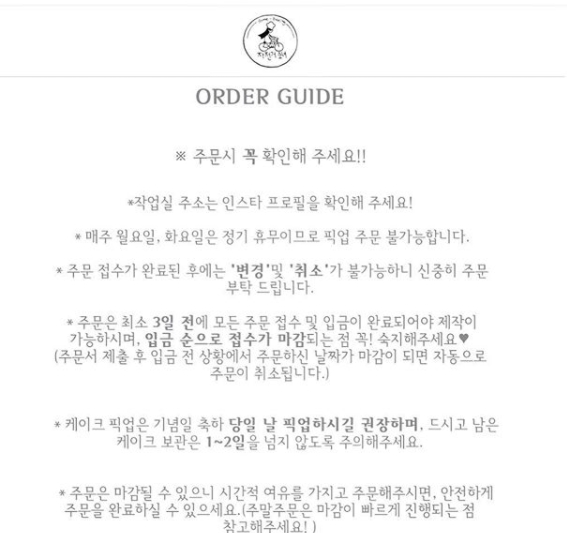 ORDER GUIDE
※ 주문시 꼭 확인해 주세요!!
*작업실 주소는 인스타 프로필을 확인해 주세요!
* 매주 월요일, 화요일은 정기 휴무이므로 픽업 주문 불가능합니다.
* 주문 접수가 완료된 후에는 '변경'및 '취소'가 불가능하니 신중히 주문
부탁 드립니다.
* 주문은 최소 3일 전에 모든 주문 접수 및 입금이 완료되어야 제작이
가능하시며, 입금 순으로 접수가 마감되는 점 꼭! 숙지해주세요♥
(주문서 제출 후 입금 전 상황에서 주문하신 날짜가 마감이 되면 자동으로
주문이 취소됩니다.)
* 케이크 픽업은 기념일 축하 당일 날 픽업하시길 권장하며, 드시고 남은
케이크 보관은 1~2일을 넘지 않도록 주의해주세요.
* 주문은 마감될 수 있으니 시간적 여유를 가지고 주문해주시면, 안전하게
주문을 완료하실 수 있으세요.(주말주문은 마감이 빠르게 진행되는 점
참고해주세요! )